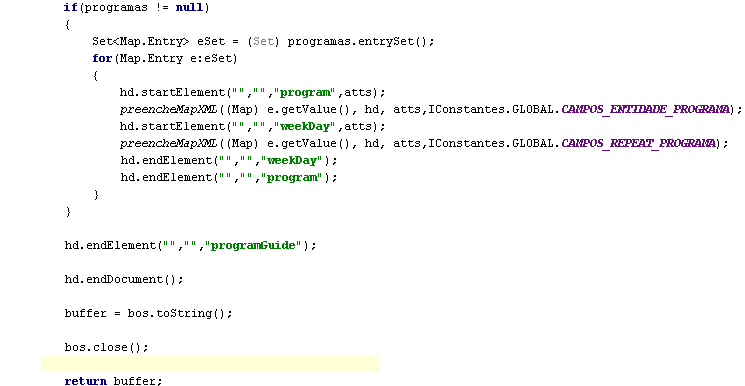 if(programas != null)
{
Set<Map.Entry> eSet = (Set) programas.entrySet();
for(Map.Entry e:eSet)
{
hd.startElement("","","program",atts);
preencheMapXML((Map) e.getValue(), hd, atts,IConstantes.GLOBAL.CAMPOS_ENTIDADE_PROGRAMA);
hd.startElement("","","weekDay",atts);
preencheMapXML((Map) e.getValue(), hd, atts,IConstantes.GLOBAL.CAMPOS_REPEAT_PROGRAMA);
hd.endElement("","","weekDay");
hd.endElement("","","program");
}
}
hd.endElement("","","programGuide");
hd.endDocument();
buffer = bos.toString();
bos.close();
return buffer;